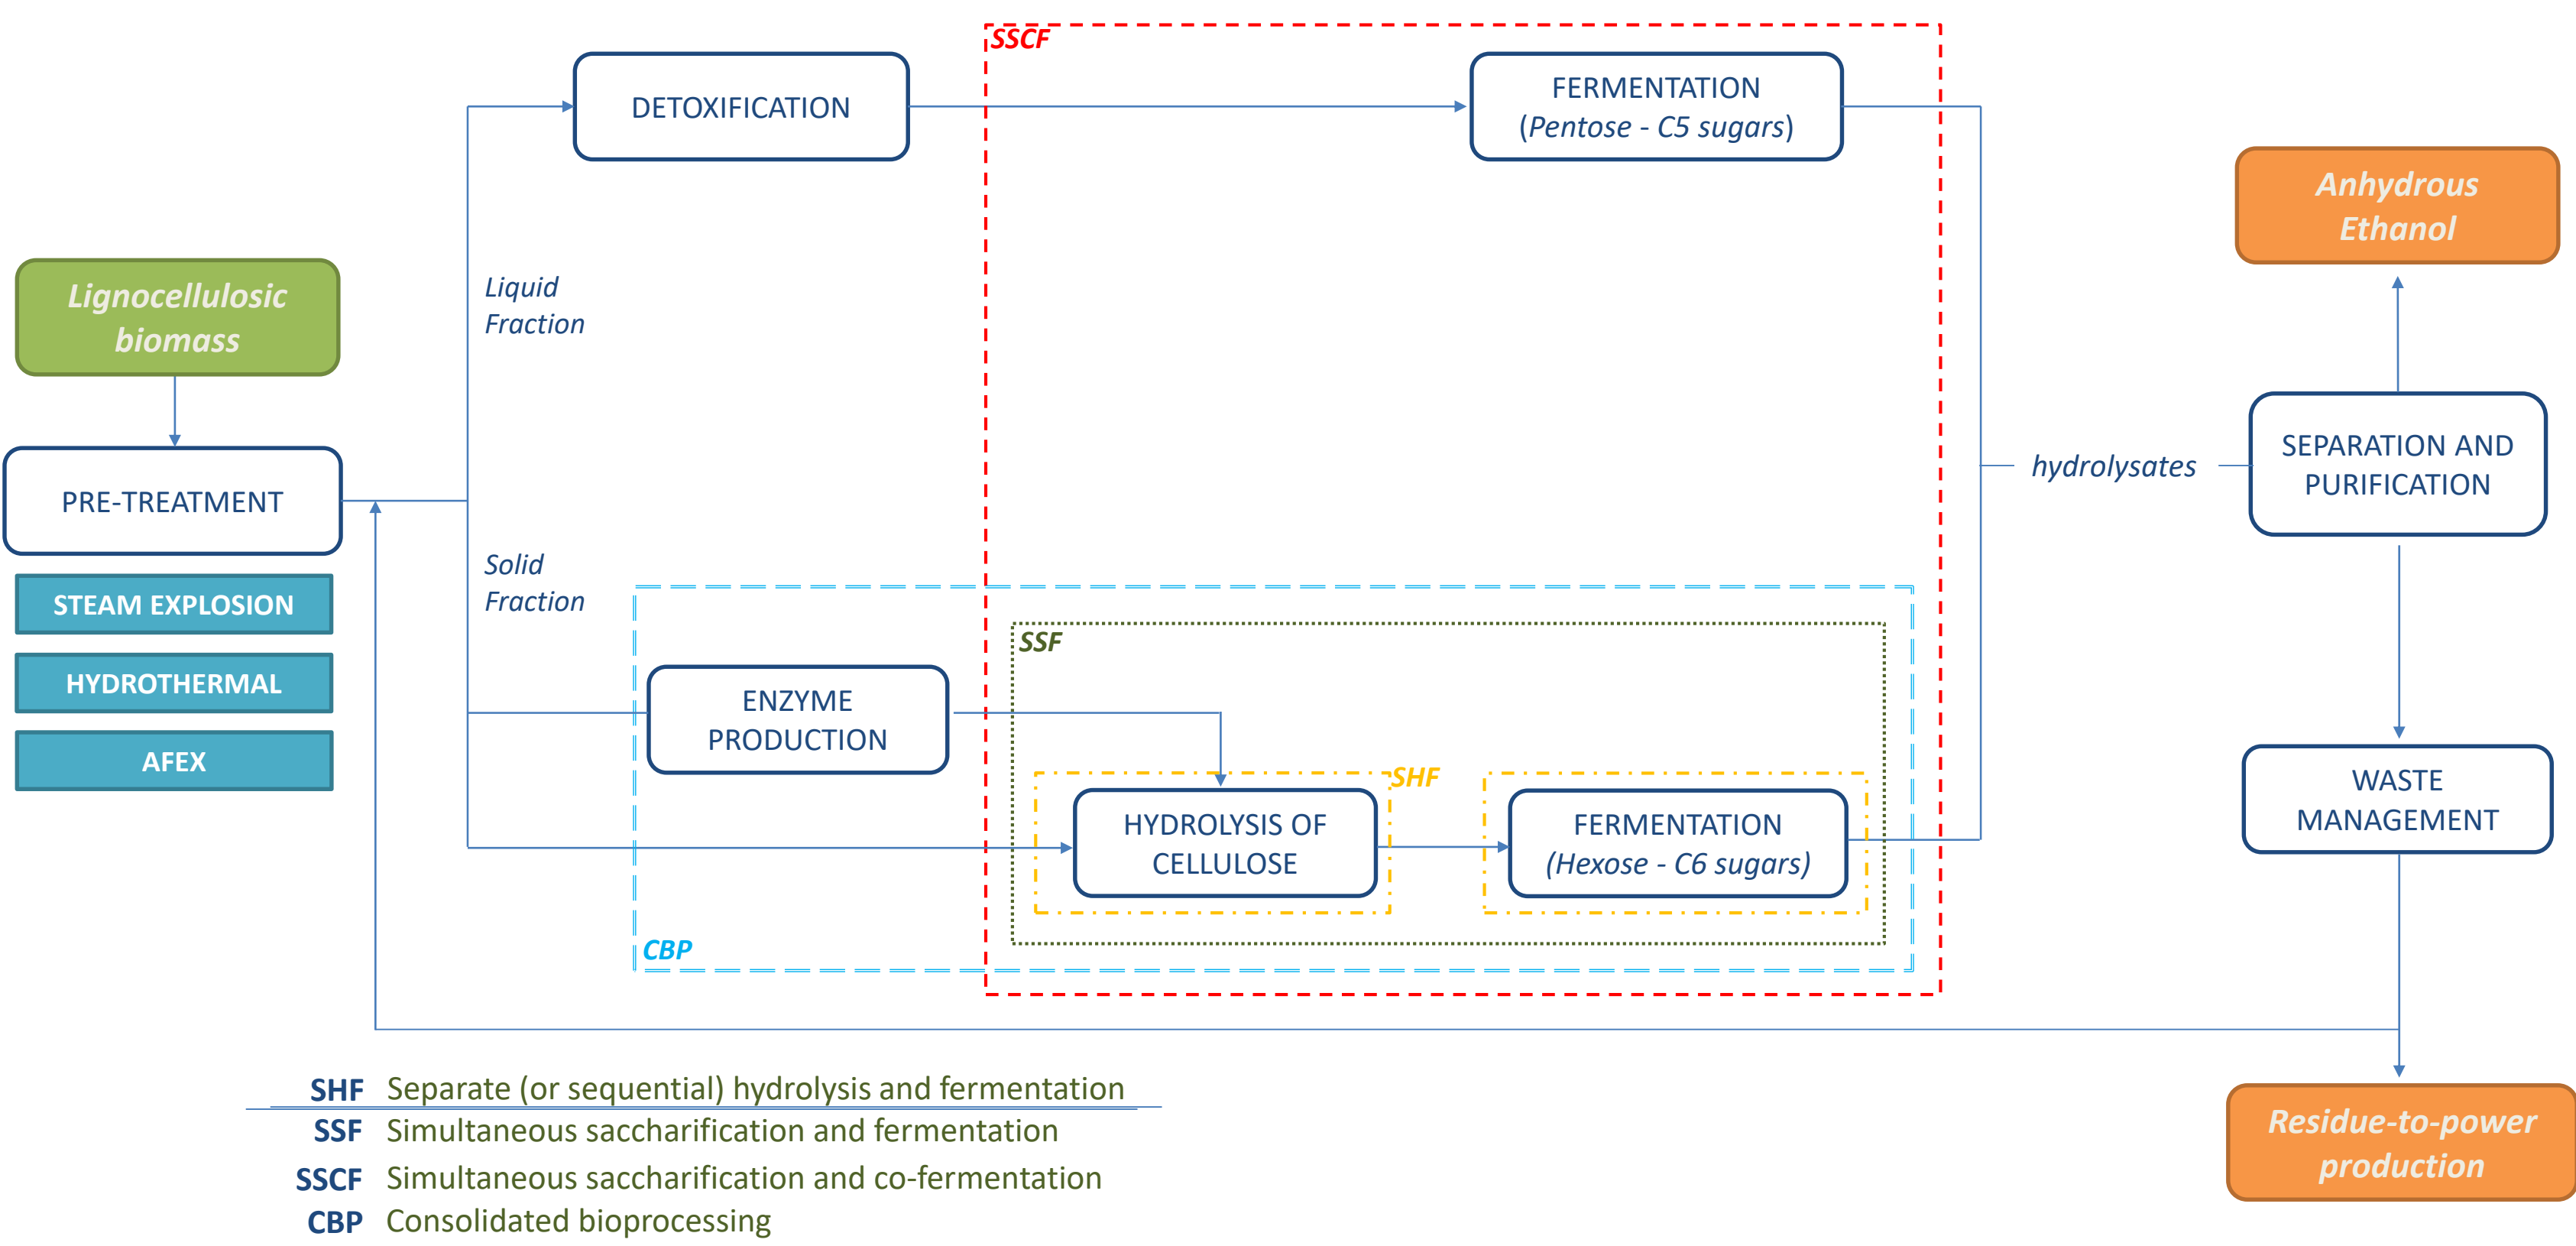 SSCF
DETOXIFICATION
FERMENTATION
(Pentose - C5 sugars)
Anhydrous
Ethanol
Lignocellulosic
biomass
Liquid
Fraction
PRE-TREATMENT
hydrolysates
SEPARATION AND
PURIFICATION
STEAM EXPLOSION
HYDROTHERMAL
AFEX
Solid
Fraction
SSF
ENZYME
PRODUCTION
SHF
HYDROLYSIS OF
CELLULOSE
FERMENTATION
(Hexose - C6 sugars)
WASTE
MANAGEMENT
CBP
SHF Separate (or sequential) hydrolysis and fermentation
SSF Simultaneous saccharification and fermentation
SSCF Simultaneous saccharification and co-fermentation
CBP Consolidated bioprocessing
Residue-to-power
production